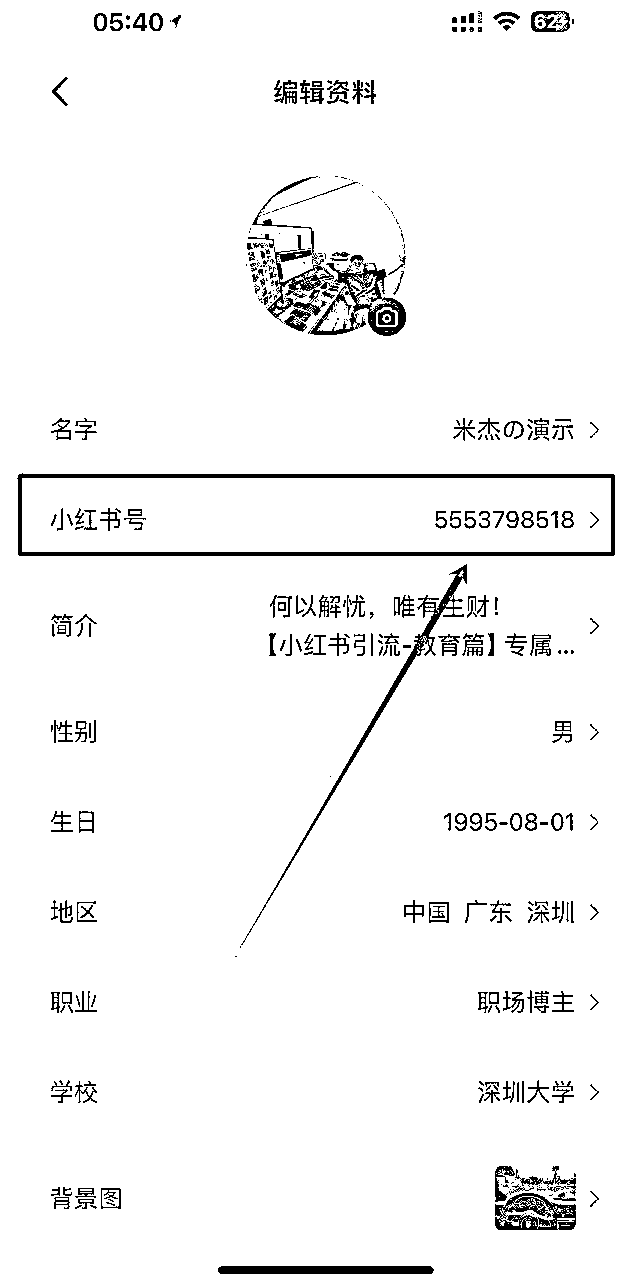 05:40
62
编辑资料
名字 米杰の演示
小红书号 5553798518
简介 何以解忧，唯有生财！
【小红书引流-教育篇】专属...
性别 男
生日 1995-08-01
地区 中国 广东 深圳
职业 职场博主
学校 深圳大学
背景图